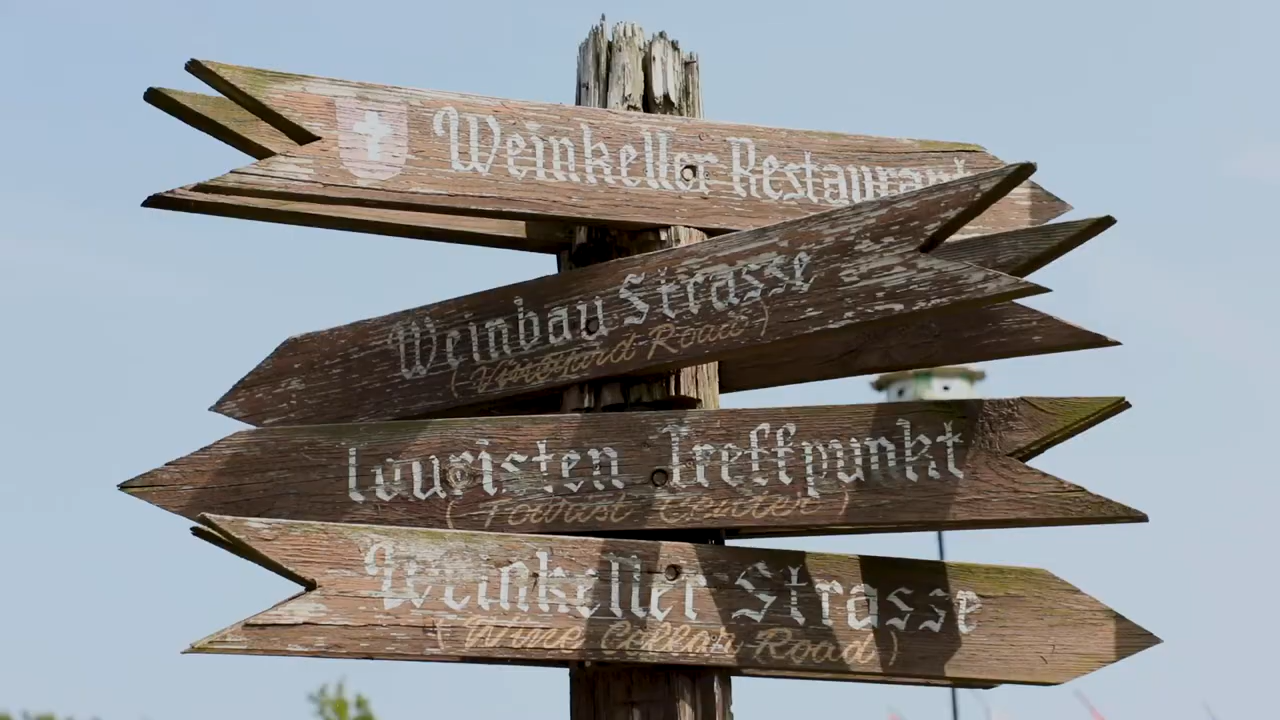 Weinkeller Restaurant
Weinbau Strasse
(Vineyard Road)
Touristen Treffpunkt
(Tourist Center)
Weinkeller Strasse
(Wine Cellar Road)